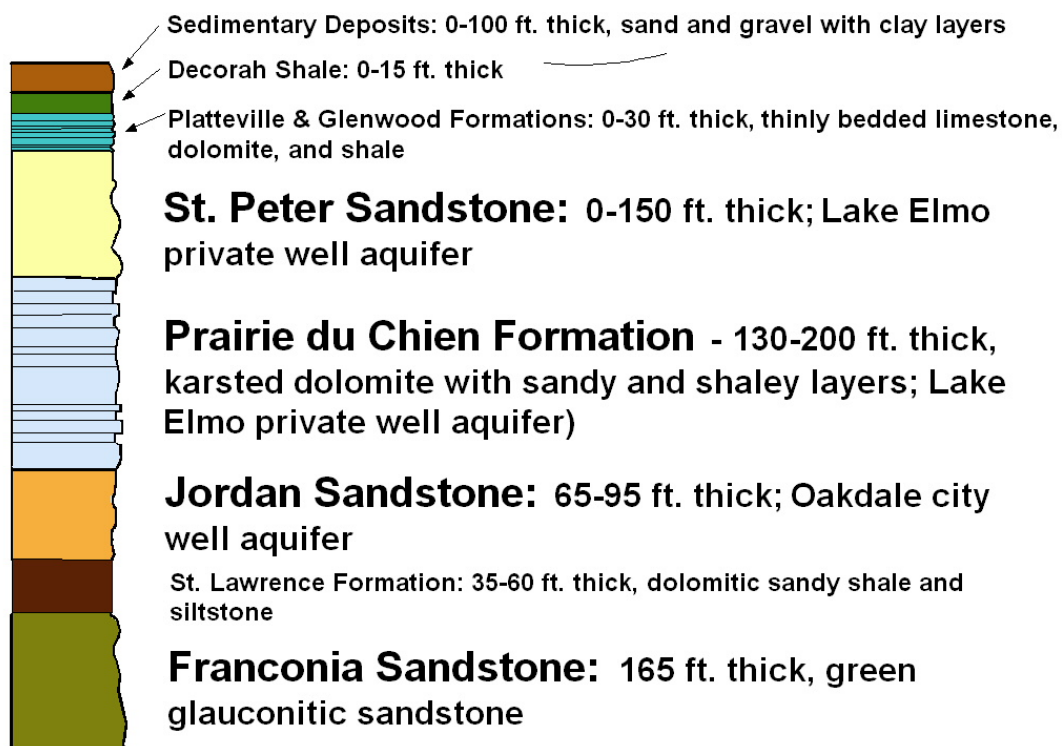 Sedimentary Deposits: 0-100 ft. thick, sand and gravel with clay layers
Decorah Shale: 0-15 ft. thick
Platteville & Glenwood Formations: 0-30 ft. thick, thinly bedded limestone,
dolomite, and shale
St. Peter Sandstone: 0-150 ft. thick; Lake Elmo
private well aquifer
Prairie du Chien Formation - 130-200 ft. thick,
karsted dolomite with sandy and shaley layers; Lake
Elmo private well aquifer)
Jordan Sandstone: 65-95 ft. thick; Oakdale city
well aquifer
St. Lawrence Formation: 35-60 ft. thick, dolomitic sandy shale and
siltstone
Franconia Sandstone: 165 ft. thick, green
glauconitic sandstone